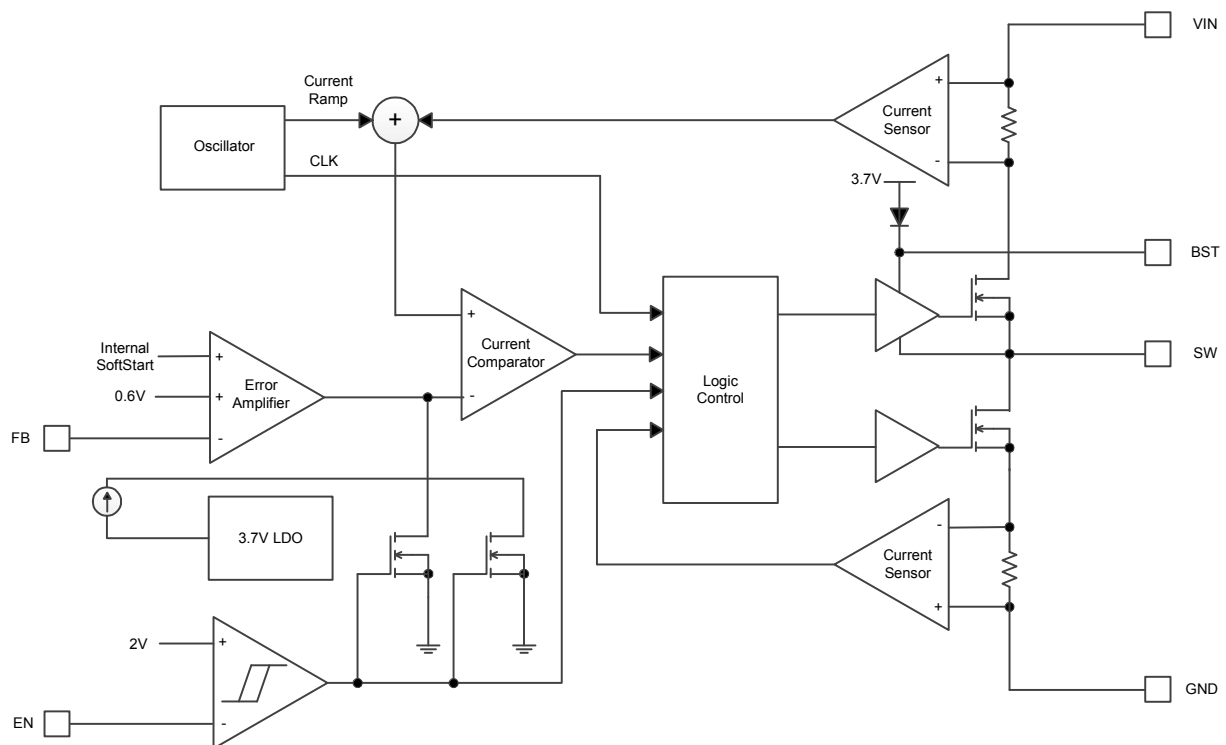 VIN
Current
Ramp
+
+
Current
Sensor
-
Oscillator
CLK
3.7V
BST
Internal
SoftStart
+
0.6V
+
Error
Amplifier
-
FB
+
Current
Comparator
-
Logic
Control
SW
3.7V LDO
-
Current
Sensor
+
2V
+
-
EN
GND